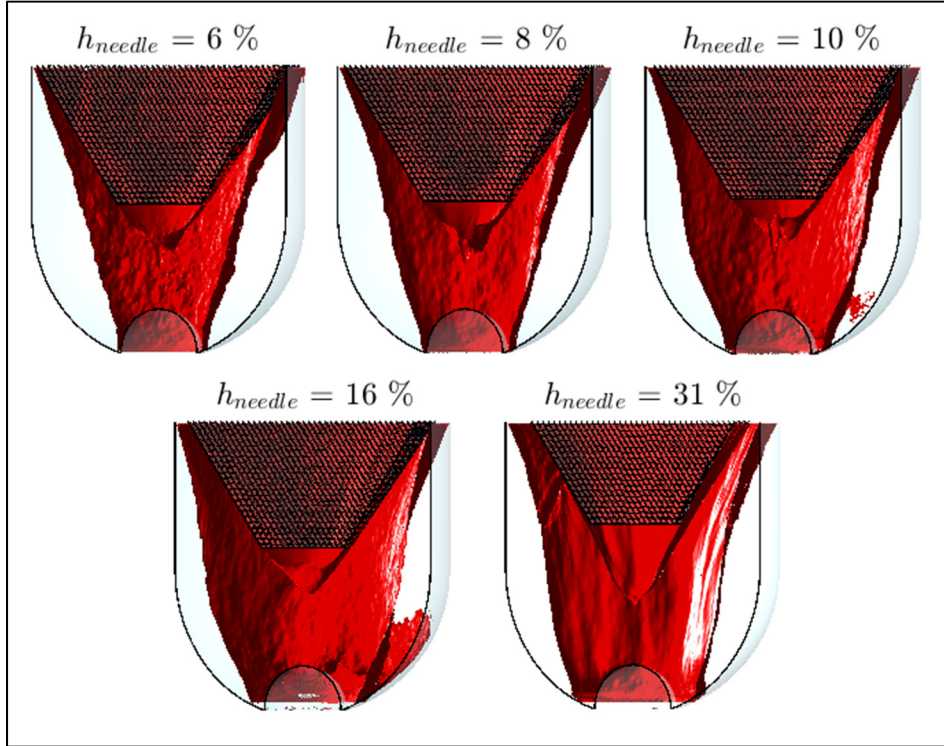 h_needle = 6 %
h_needle = 8 %
h_needle = 10 %
h_needle = 16 %
h_needle = 31 %